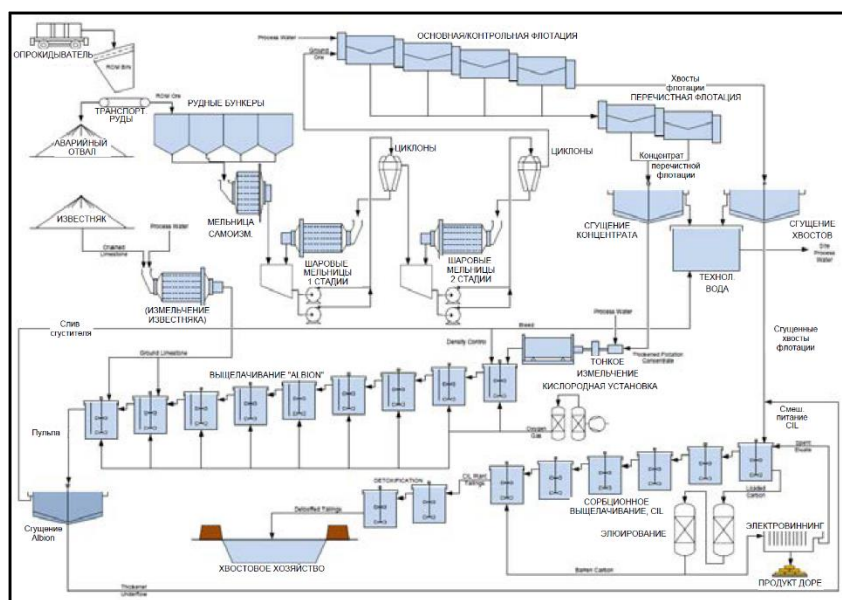 ОПРОКИДЫВАТЕЛЬ
ROM BIN
ROM Ore
ТРАНСПОРТ.
РУДЫ
РУДНЫЕ БУНКЕРЫ
АВАРИЙНЫЙ
ОТВАЛ
МЕЛЬНИЦА
САМОИЗМ.
ИЗВЕСТНЯК
Process Water
Crushed
Limestone
(ИЗМЕЛЬЧЕНИЕ
ИЗВЕСТНЯКА)
Process Water
Ground
Ore
ОСНОВНАЯ/КОНТРОЛЬНАЯ ФЛОТАЦИЯ
Хвосты
флотации
ПЕРЕЧИСТНАЯ ФЛОТАЦИЯ
Концентрат
перечистной
флотации
ЦИКЛОНЫ
ЦИКЛОНЫ
ШАРОВЫЕ
МЕЛЬНИЦЫ
1 СТАДИИ
ШАРОВЫЕ
МЕЛЬНИЦЫ
2 СТАДИИ
СГУЩЕНИЕ
КОНЦЕНТРАТА
СГУЩЕНИЕ
ХВОСТОВ
ТЕХНОЛ.
ВОДА
Site
Process
Water
Слив
сгустителя
Ground Limestone
ВЫЩЕЛАЧИВАНИЕ "ALBION"
Density Control
Bleed
Process Water
ТОНКОЕ
ИЗМЕЛЬЧЕНИЕ
Thickened Flotation
Concentrate
Сгущенные
хвосты
флотации
КИСЛОРОДНАЯ УСТАНОВКА
Oxygen
Gas
Пульпа
Смеш.
питание
CIL
Spent
Eluate
Loaded
Carbon
DETOXIFICATION
CIL Plant
Tailings
СОРБЦИОННОЕ
ВЫЩЕЛАЧИВАНИЕ, CIL
Detoxified Tailings
ЭЛЮИРОВАНИЕ
ЭЛЕКТРОВИННИНГ
Сгущение
Albion
ХВОСТОВОЕ ХОЗЯЙСТВО
Barren Carbon
ПРОДУКТ ДОРЕ
Thickener
Underflow